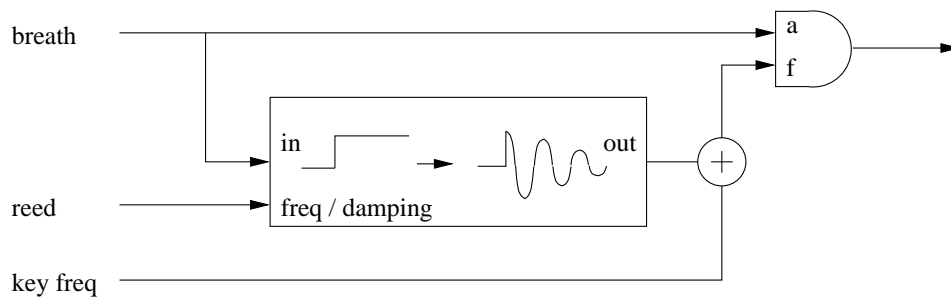 breath
a
f
in
out
freq / damping
reed
+
key freq